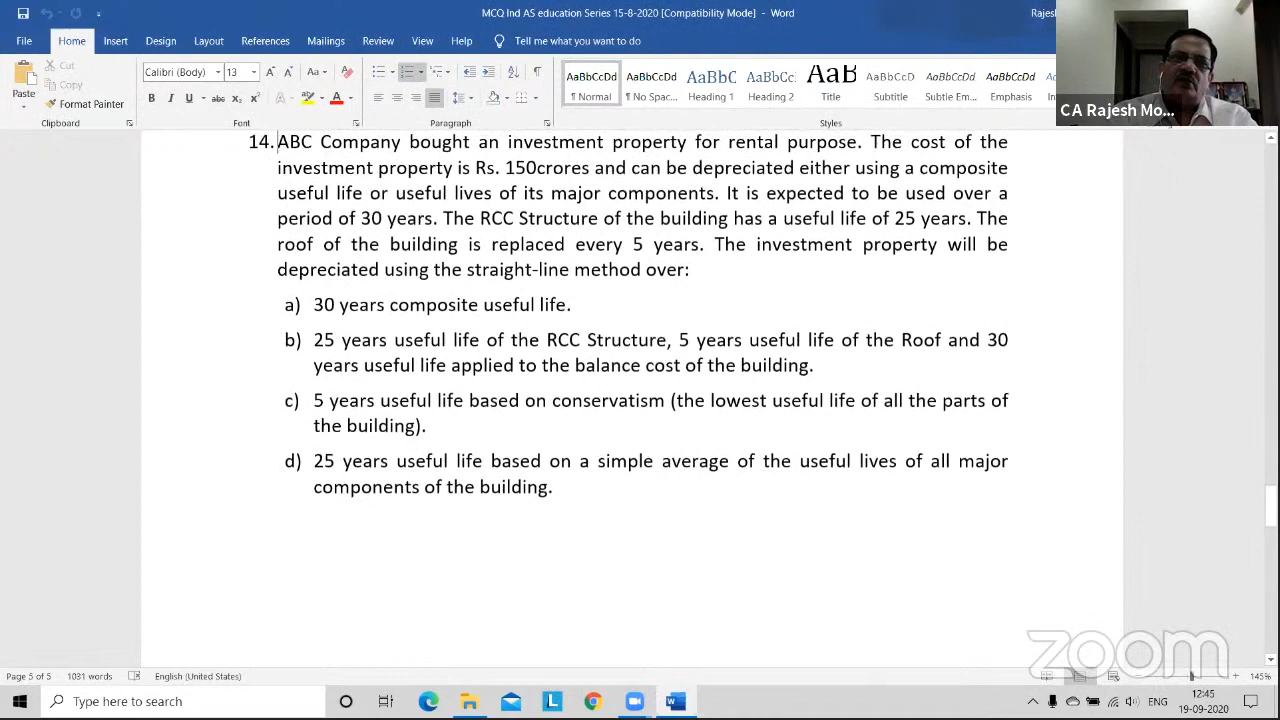 MCQ Ind AS education Series 15-8-2020 [Compatibility Mode] - Word
Rajesh
File Home Insert Design Layout References Mailings Review View Help Tell me what you want to do
Calibri (Body) 13
Paste
Cut
Copy
Format Painter
AaBbCcDd AaBbCcDd AaBbC AaBbCc AaB AaBbCcDd AaBbCcDd AaBbCcDd
¶ Normal ¶ No Spac... Heading 1 Heading 2 Title Subtitle Subtle Em... Emphasis
Clipboard Font Paragraph Styles
C A Rajesh Mo...
14. ABC Company bought an investment property for rental purpose. The cost of the
investment property is Rs. 150crores and can be depreciated either using a composite
useful life or useful lives of its major components. It is expected to be used over a
period of 30 years. The RCC Structure of the building has a useful life of 25 years. The
roof of the building is replaced every 5 years. The investment property will be
depreciated using the straight-line method over:
a) 30 years composite useful life.
b) 25 years useful life of the RCC Structure, 5 years useful life of the Roof and 30
years useful life applied to the balance cost of the building.
c) 5 years useful life based on conservatism (the lowest useful life of all the parts of
the building).
d) 25 years useful life based on a simple average of the useful lives of all major
components of the building.
zoom
Page 5 of 5 1031 words English (United States) 145%
Type here to search
12:45
19-09-2020